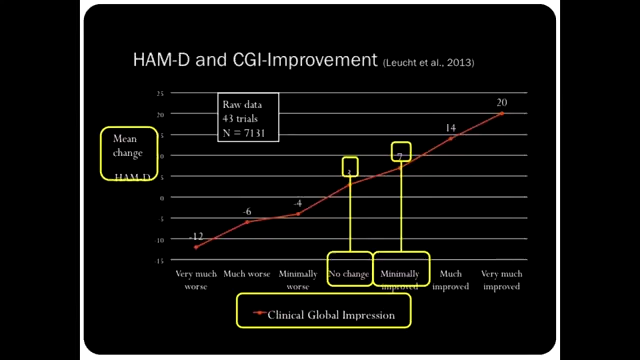 HAM-D and CGI-Improvement (Leucht et al., 2013)
25
20
15
10
5
0
-5
-10
-15
Raw data
43 trials
N = 7131
Mean
change
HAM-D
-12
-6
-4
3
7
14
20
Very much
worse
Much worse
Minimally
worse
No change
Minimally
improved
Much
improved
Very much
improved
Clinical Global Impression